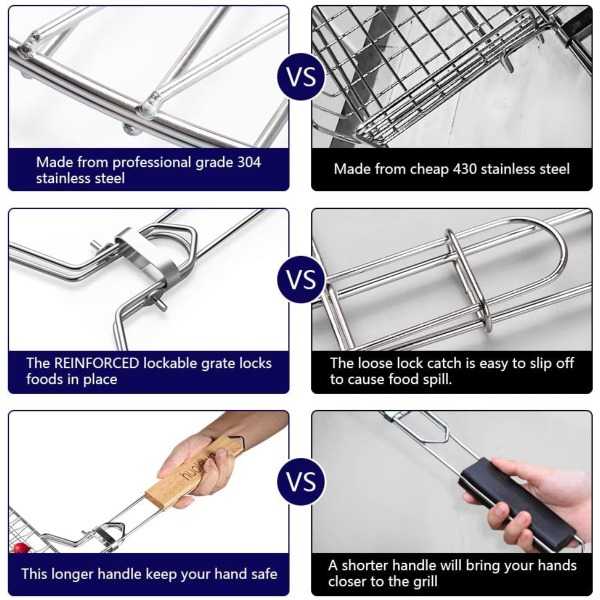 VS
Made from professional grade 304
stainless steel
Made from cheap 430 stainless steel
VS
The REINFORCED lockable grate locks
foods in place
The loose lock catch is easy to slip off
to cause food spill.
VS
This longer handle keep your hand safe
A shorter handle will bring your hands
closer to the grill